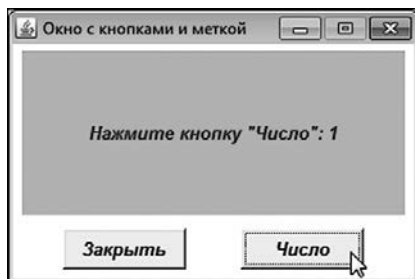 Окно с кнопками и меткой
Нажмите кнопку "Число": 1
Закрыть
Число